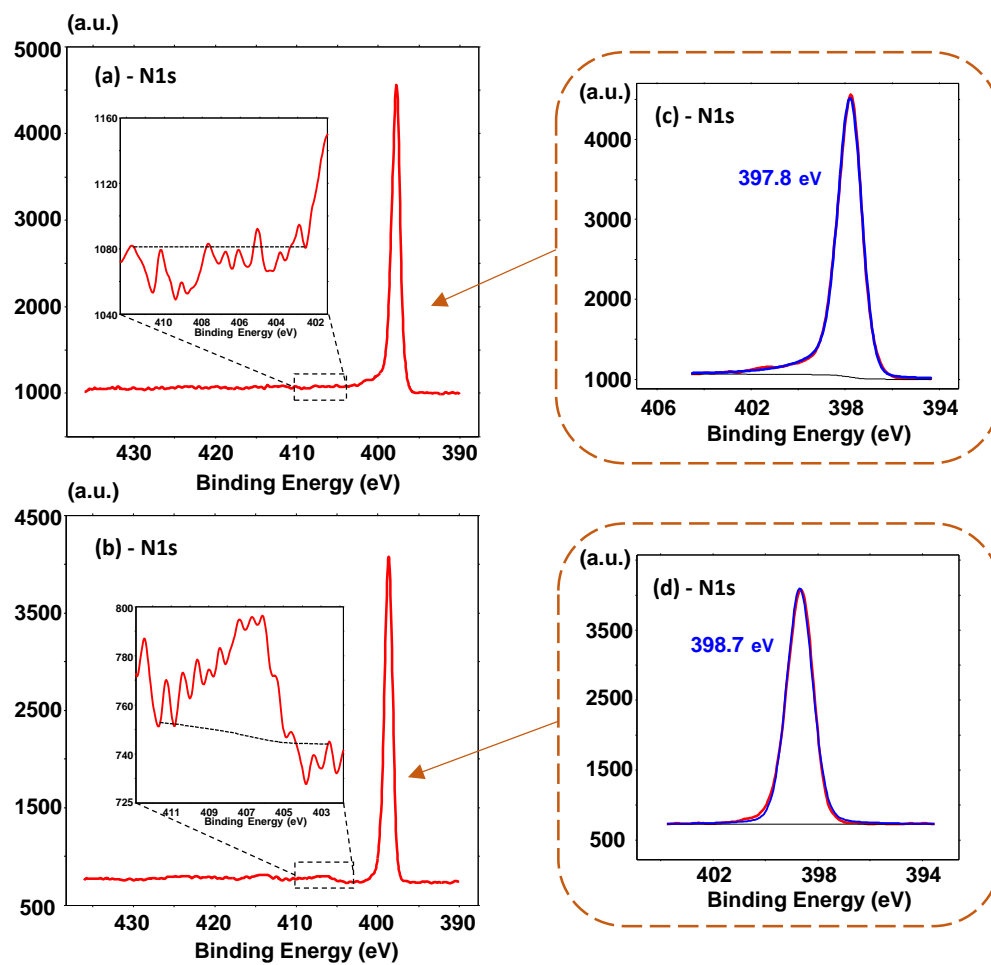 (a.u.)
5000
4000
3000
2000
1000
(a) - N1s
1160
1120
1080
1040
410 408 406 404 402
Binding Energy (eV)
430 420 410 400 390
Binding Energy (eV)
(a.u.)
(c) - N1s
397.8 eV
4000
3000
2000
1000
406 402 398 394
Binding Energy (eV)
(a.u.)
4500
3500
2500
1500
500
(b) - N1s
800
780
760
740
725
411 409 407 405 403
Binding Energy (eV)
430 420 410 400 390
Binding Energy (eV)
(a.u.)
(d) - N1s
398.7 eV
3500
2500
1500
500
402 398 394
Binding Energy (eV)